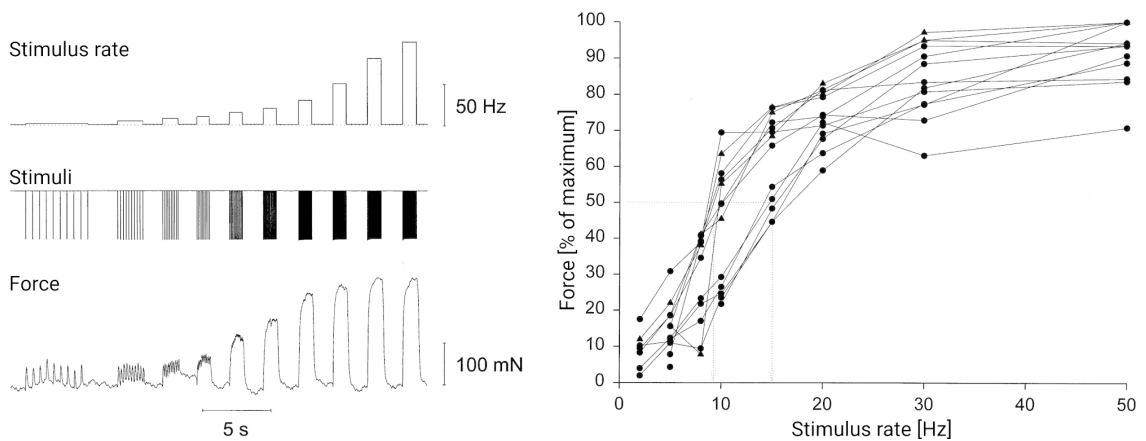 Stimulus rate
50 Hz
Stimuli
Force
100 mN
5 s
Force [% of maximum]
100
90
80
70
60
50
40
30
20
10
0
0 10 20 30 40 50
Stimulus rate [Hz]